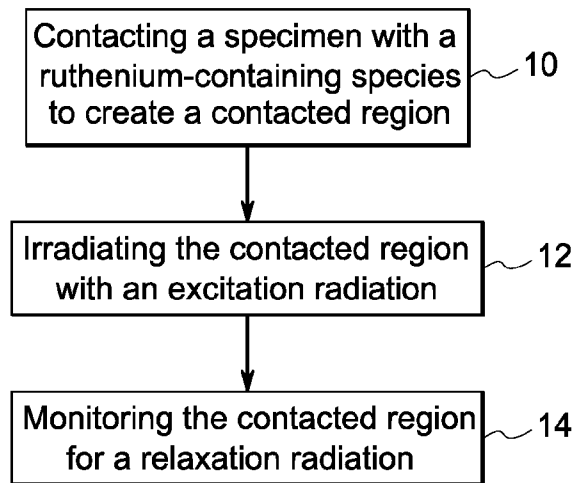 Contacting a specimen with a
ruthenium-containing species
to create a contacted region
10
Irradiating the contacted region
with an excitation radiation
12
Monitoring the contacted region
for a relaxation radiation
14